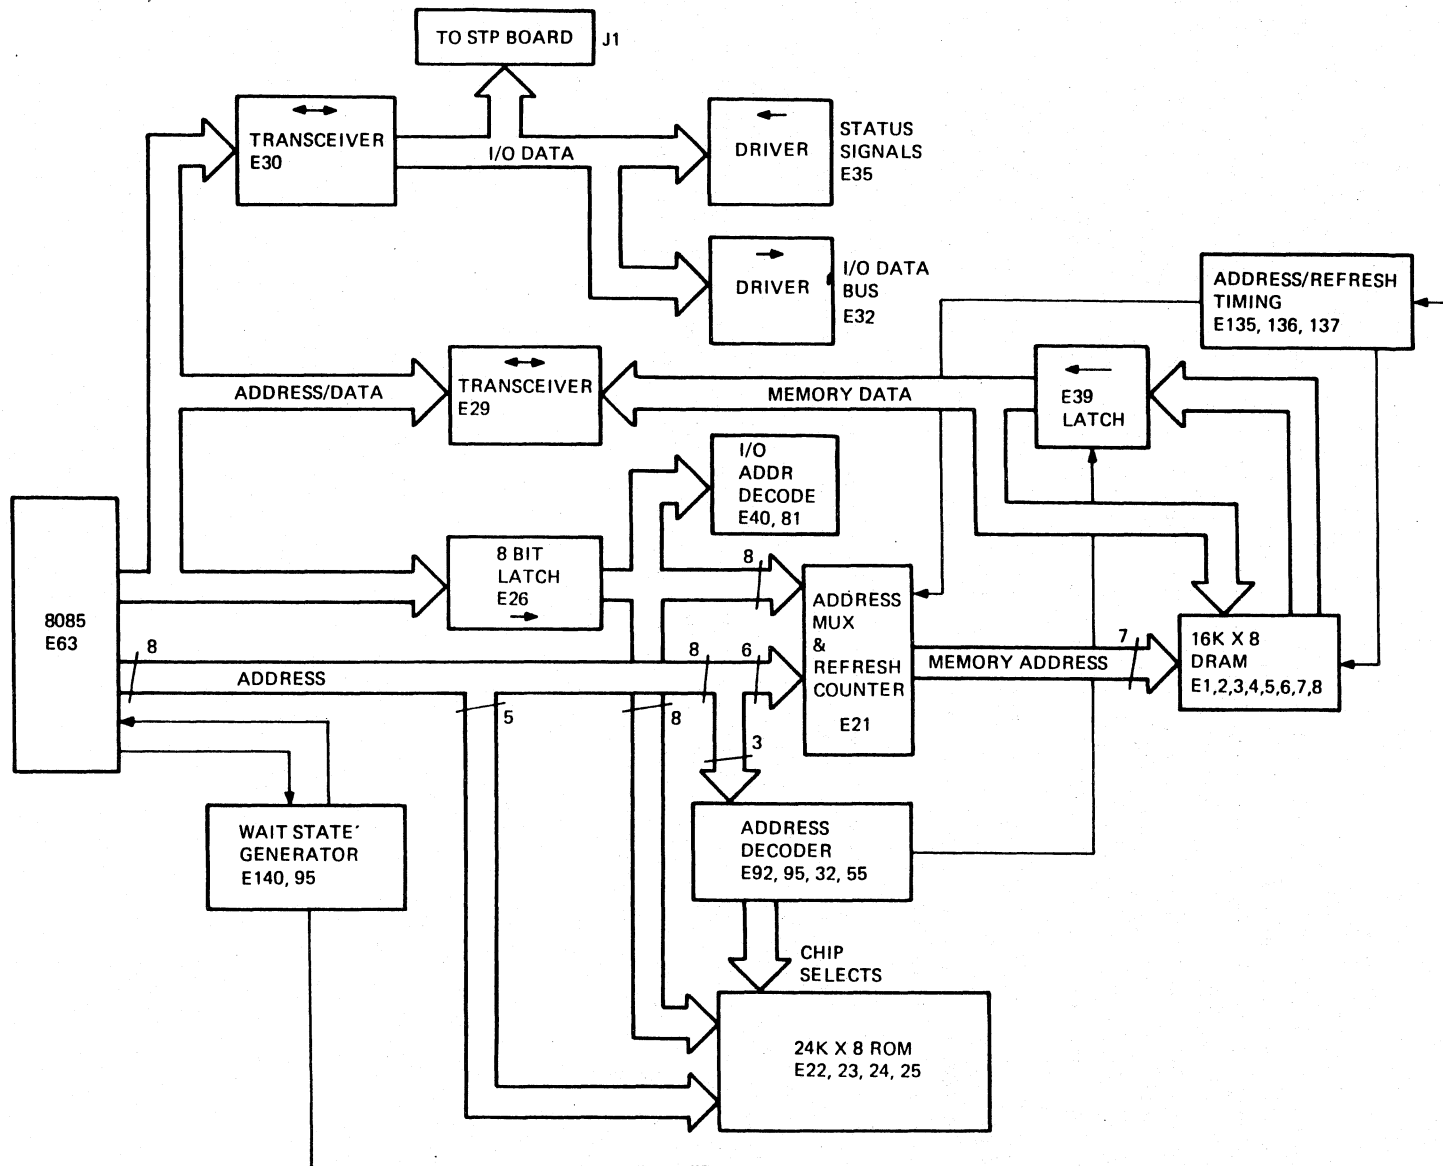 TO STP BOARD
J1
TRANSCEIVER
E30
I/O DATA
DRIVER
STATUS
SIGNALS
E35
DRIVER
I/O DATA
BUS
E32
ADDRESS/REFRESH
TIMING
E135, 136, 137
ADDRESS/DATA
TRANSCEIVER
E29
MEMORY DATA
E39
LATCH
I/O
ADDR
DECODE
E40, 81
8 BIT
LATCH
E26
8
8085
E63
8
ADDRESS
8
6
ADDRESS
MUX
&
REFRESH
COUNTER
E21
MEMORY ADDRESS
7
16K X 8
DRAM
E1,2,3,4,5,6,7,8
5
8
3
WAIT STATE
GENERATOR
E140, 95
ADDRESS
DECODER
E92, 95, 32, 55
CHIP
SELECTS
24K X 8 ROM
E22, 23, 24, 25